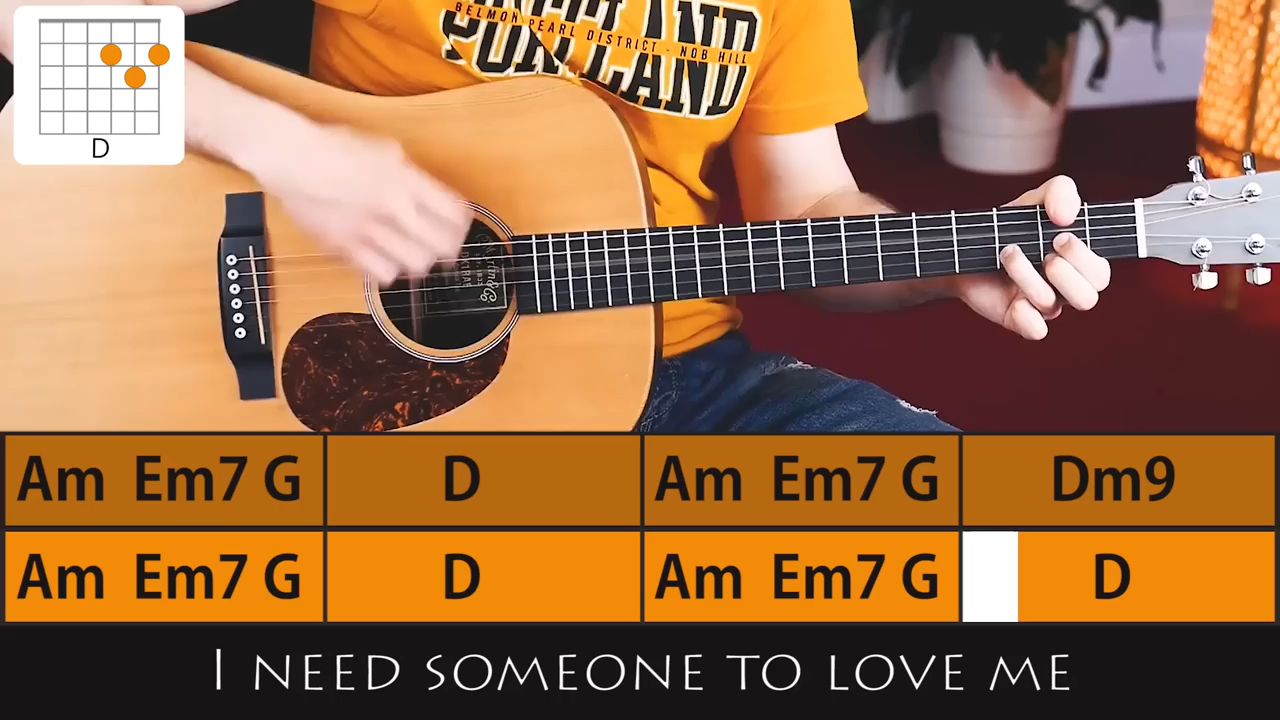 BELMON PEARL DISTRICT - NOB HILL
PORTLAND
D
Am Em7 G D Am Em7 G Dm9
Am Em7 G D Am Em7 G D
I NEED SOMEONE TO LOVE ME